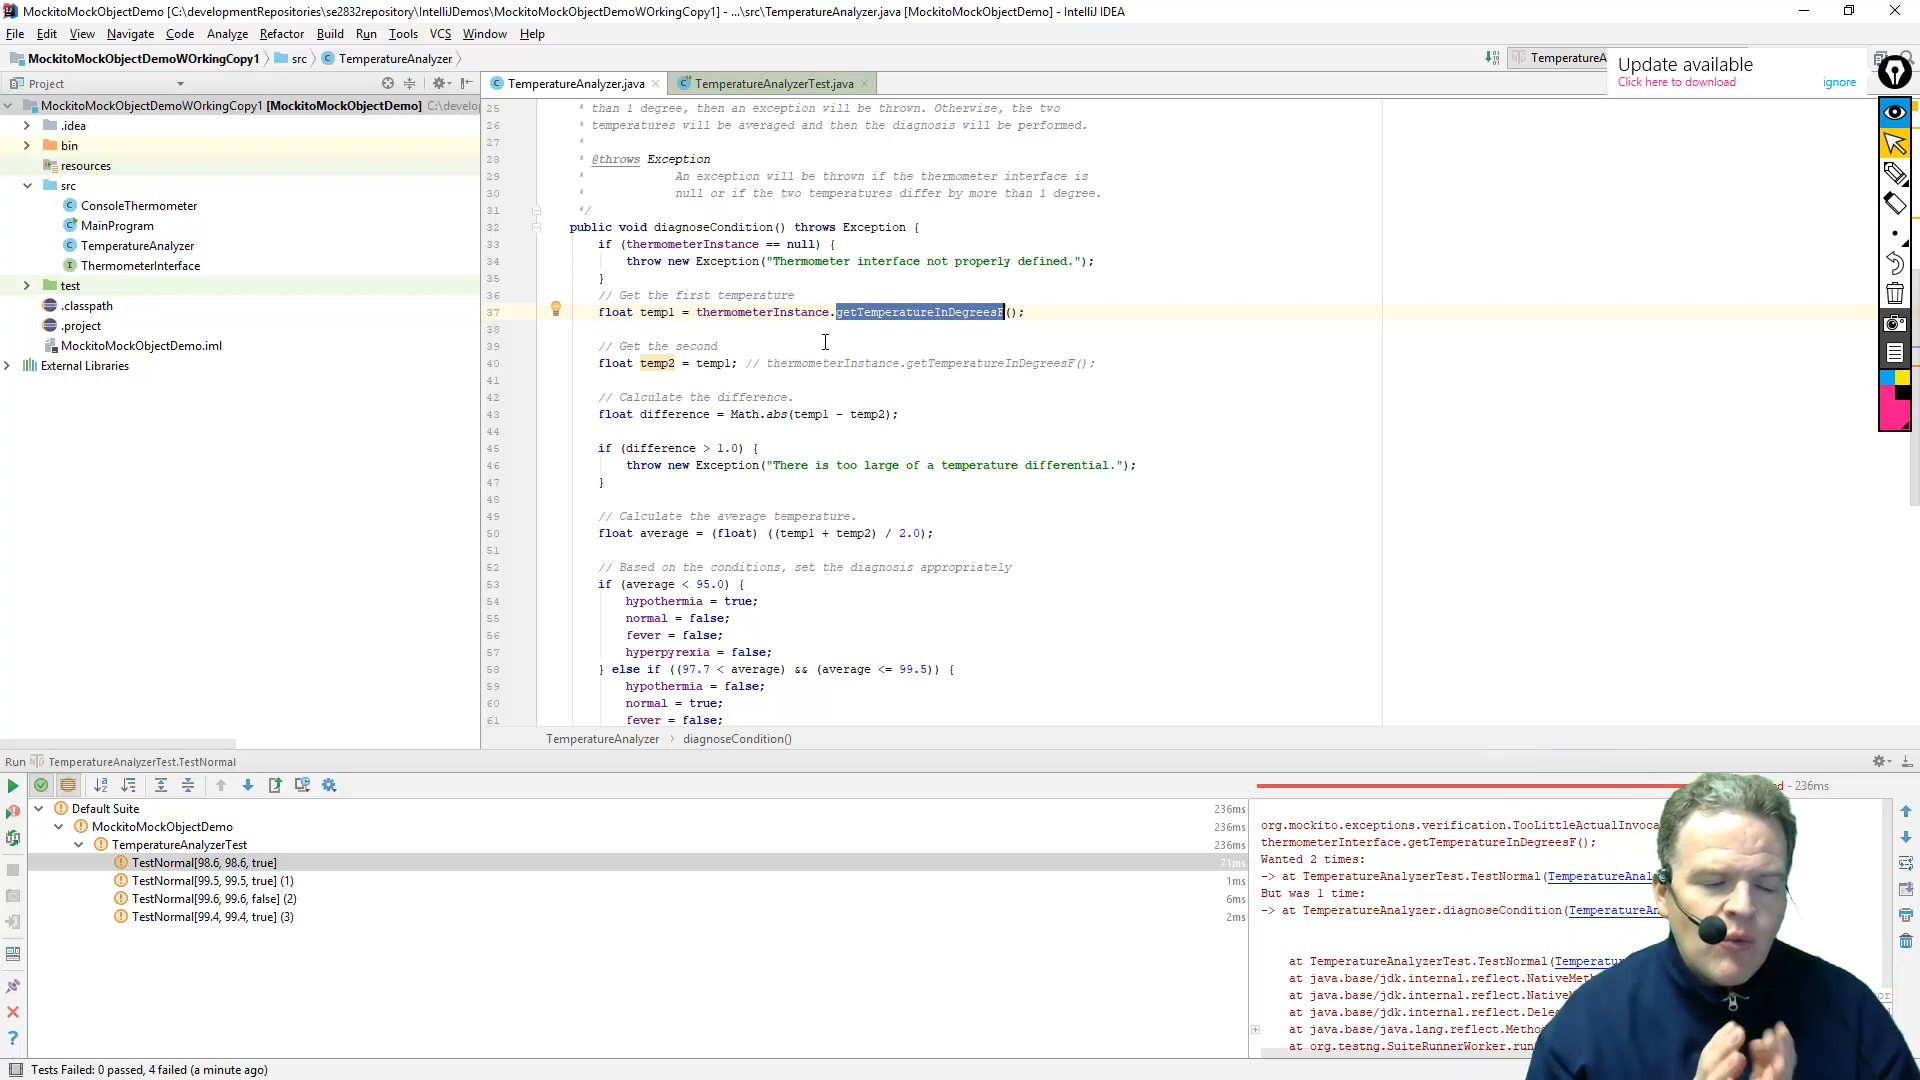 MockitoMockObjectDemo [C:\developmentRepositories\se2832repository\IntelliJDemos\MockitoMockObjectDemoWOrkingCopy1] - ...\src\TemperatureAnalyzer.java [MockitoMockObjectDemo] - IntelliJ IDEA
File Edit View Navigate Code Analyze Refactor Build Run Tools VCS Window Help
MockitoMockObjectDemoWOrkingCopy1 src TemperatureAnalyzer TemperatureA
Update available
Click here to download ignore
Project
TemperatureAnalyzer.java TemperatureAnalyzerTest.java
MockitoMockObjectDemoWOrkingCopy1 [MockitoMockObjectDemo] C:\develop
.idea
bin
resources
src
ConsoleThermometer
MainProgram
TemperatureAnalyzer
ThermometerInterface
test
.classpath
.project
MockitoMockObjectDemo.iml
External Libraries
25 * than 1 degree, then an exception will be thrown. Otherwise, the two
26 * temperatures will be averaged and then the diagnosis will be performed.
27 *
28 * @throws Exception
29 * An exception will be thrown if the thermometer interface is
30 * null or if the two temperatures differ by more than 1 degree.
31 */
32 public void diagnoseCondition() throws Exception {
33 if (thermometerInstance == null) {
34 throw new Exception("Thermometer interface not properly defined.");
35 }
36 // Get the first temperature
37 float temp1 = thermometerInstance.getTemperatureInDegreesF();
38
39 // Get the second
40 float temp2 = temp1; // thermometerInstance.getTemperatureInDegreesF();
41
42 // Calculate the difference.
43 float difference = Math.abs(temp1 - temp2);
44
45 if (difference > 1.0) {
46 throw new Exception("There is too large of a temperature differential.");
47 }
48
49 // Calculate the average temperature.
50 float average = (float) ((temp1 + temp2) / 2.0);
51
52 // Based on the conditions, set the diagnosis appropriately
53 if (average < 95.0) {
54 hypothermia = true;
55 normal = false;
56 fever = false;
57 hyperpyrexia = false;
58 } else if ((97.7 < average) && (average <= 99.5)) {
59 hypothermia = false;
60 normal = true;
61 fever = false;
TemperatureAnalyzer diagnoseCondition()
Run TemperatureAnalyzerTest.TestNormal
Default Suite 236ms
MockitoMockObjectDemo 236ms
TemperatureAnalyzerTest 236ms
TestNormal[98.6, 98.6, true] 71ms
TestNormal[99.5, 99.5, true] (1) 1ms
TestNormal[99.6, 99.6, false] (2) 6ms
TestNormal[99.4, 99.4, true] (3) 2ms
d - 236ms
org.mockito.exceptions.verification.TooLittleActualInvoca
thermometerInterface.getTemperatureInDegreesF();
Wanted 2 times:
-> at TemperatureAnalyzerTest.TestNormal(TemperatureAnal
But was 1 time:
-> at TemperatureAnalyzer.diagnoseCondition(TemperatureAn
at TemperatureAnalyzerTest.TestNormal(Temperatu
at java.base/jdk.internal.reflect.NativeMet
at java.base/jdk.internal.reflect.NativeM
at java.base/jdk.internal.reflect.Dele
at java.base/java.lang.reflect.Metho
at org.testng.SuiteRunnerWorker.run
Tests Failed: 0 passed, 4 failed (a minute ago)